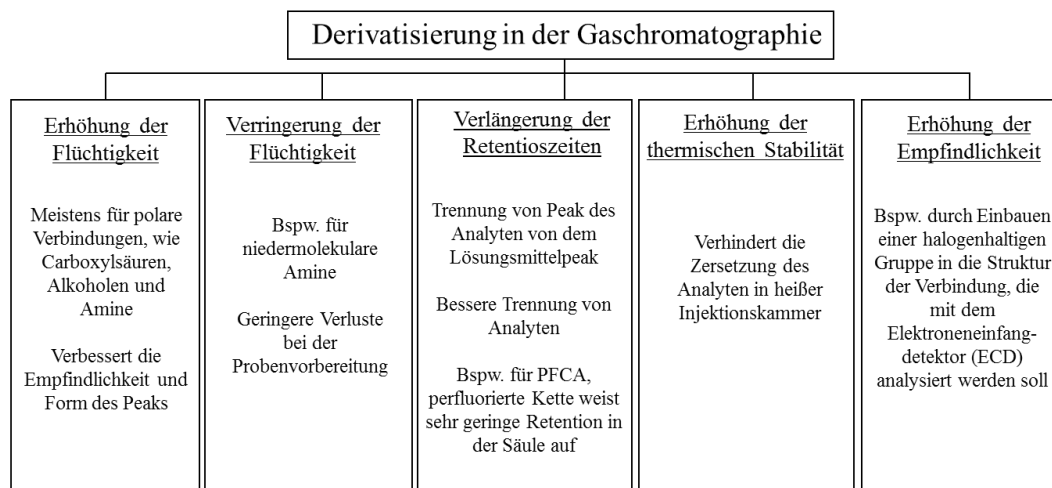 Derivatisierung in der Gaschromatographie
Erhöhung der
Flüchtigkeit
Meistens für polare
Verbindungen, wie
Carboxylsäuren,
Alkoholen und
Amine
Verbessert die
Empfindlichkeit und
Form des Peaks
Verringerung der
Flüchtigkeit
Bspw. für
niedermolekulare
Amine
Geringere Verluste
bei der
Probenvorbereitung
Verlängerung der
Retentioszeiten
Trennung von Peak des
Analyten von dem
Lösungsmittelpeak
Bessere Trennung von
Analyten
Bspw. für PFCA,
perfluorierte Kette weist
sehr geringe Retention in
der Säule auf
Erhöhung der
thermischen Stabilität
Verhindert die
Zersetzung des
Analyten in heißer
Injektionskammer
Erhöhung der
Empfindlichkeit
Bspw. durch Einbauen
einer halogenhaltigen
Gruppe in die Struktur
der Verbindung, die
mit dem
Elektroneneinfang-
detektor (ECD)
analysiert werden soll